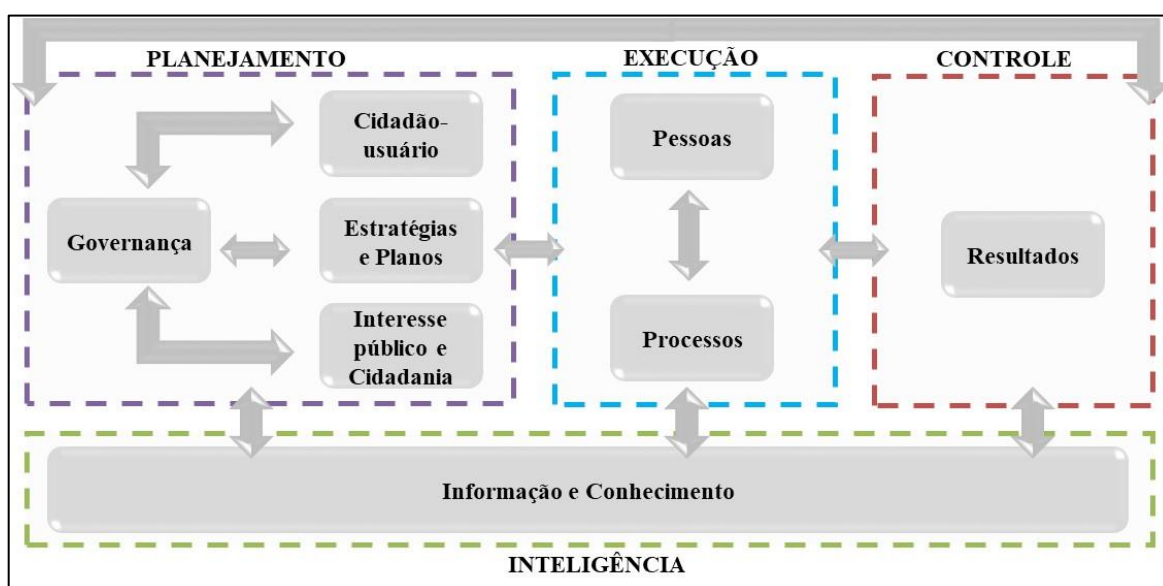 PLANEJAMENTO
EXECUÇÃO
CONTROLE
Cidadão-
usuário
Governança
Estratégias
e Planos
Interesse
público e
Cidadania
Pessoas
Processos
Resultados
Informação e Conhecimento
INTELIGÊNCIA